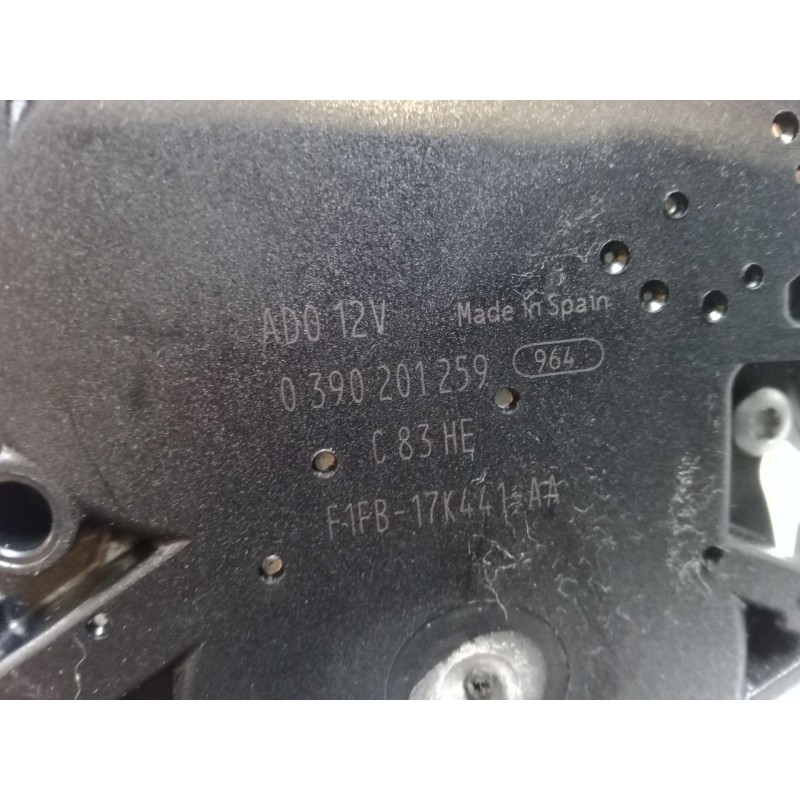 ADO 12V Made in Spain
0 390 201 259 964
C 83 HE
F1FB-17K441-AA